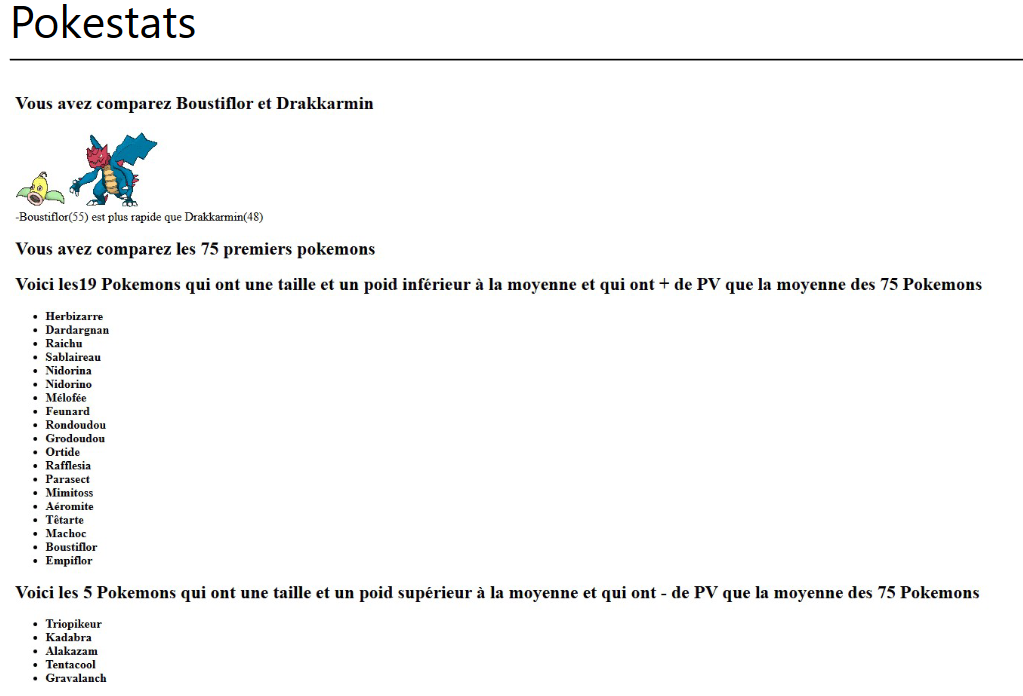 Pokestats
Vous avez comparez Boustiflor et Drakkarmin
-Boustiflor(55) est plus rapide que Drakkarmin(48)
Vous avez comparez les 75 premiers pokemons
Voici les19 Pokemons qui ont une taille et un poid inférieur à la moyenne et qui ont + de PV que la moyenne des 75 Pokemons
• Herbizarre
• Dardargnan
• Raichu
• Sablaireau
• Nidorina
• Nidorino
• Mélofée
• Feunard
• Rondoudou
• Grodoudou
• Ortide
• Rafflesia
• Parasect
• Mimitoss
• Aéromite
• Têtarte
• Machoc
• Boustiflor
• Empiflor
Voici les 5 Pokemons qui ont une taille et un poid supérieur à la moyenne et qui ont - de PV que la moyenne des 75 Pokemons
• Triopikeur
• Kadabra
• Alakazam
• Tentacool
• Gravalanch